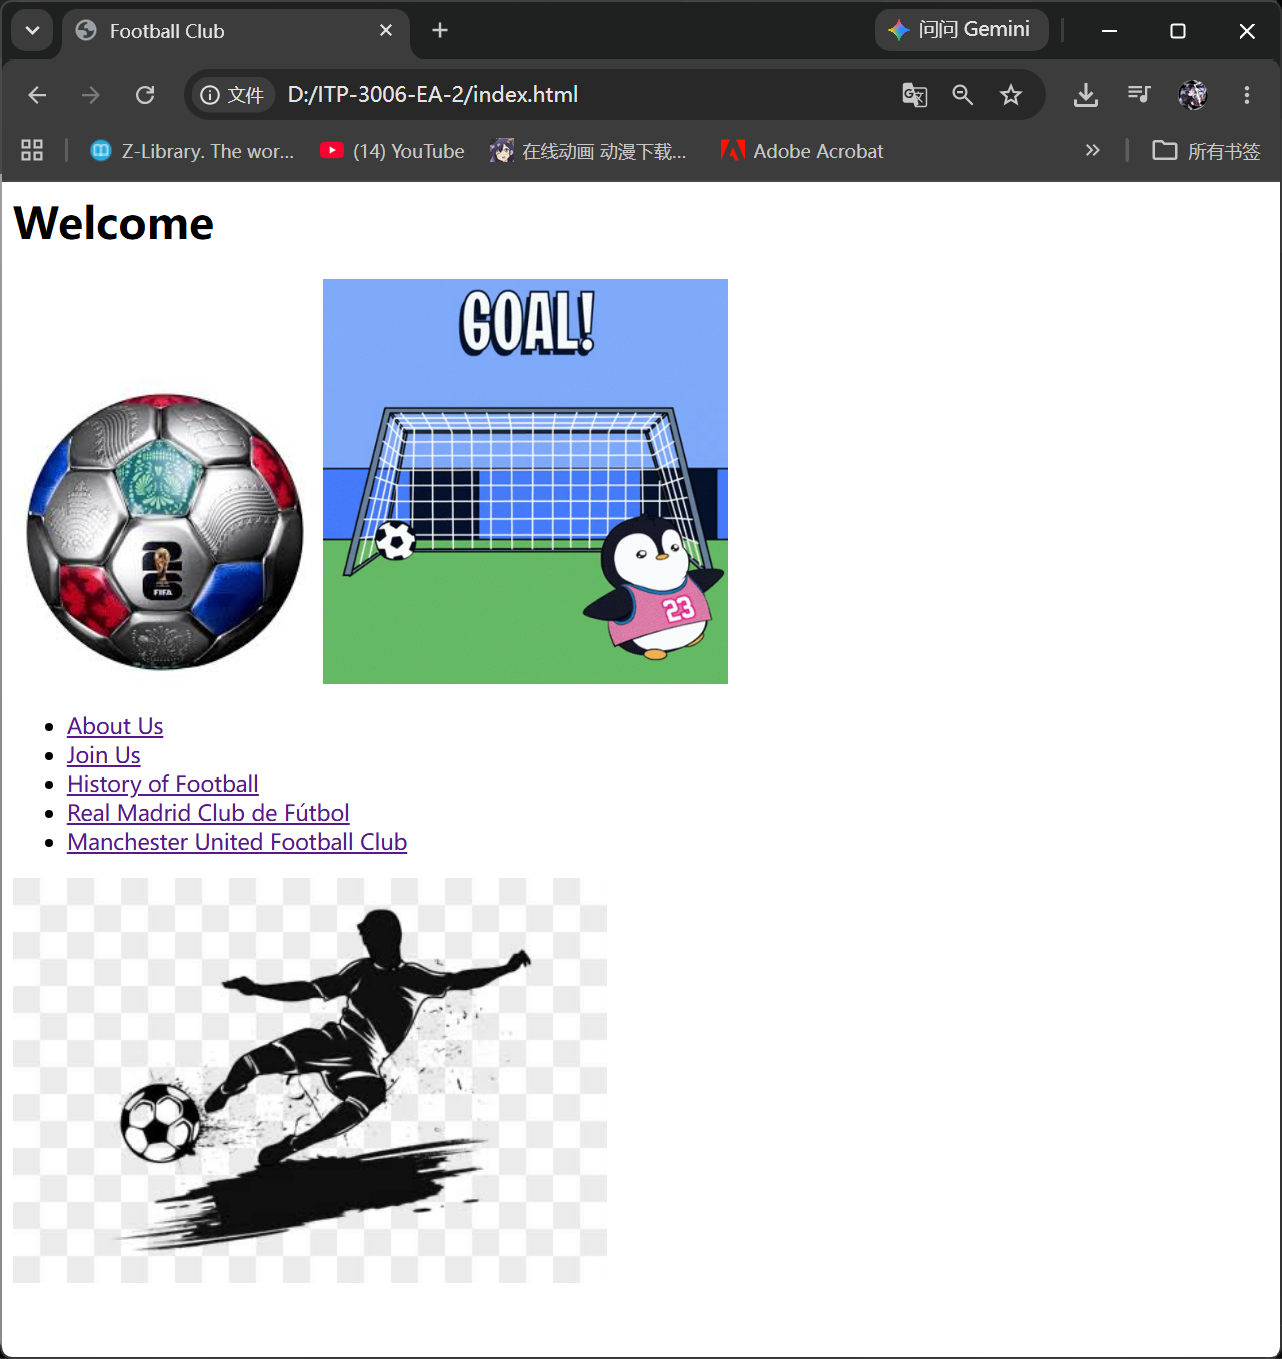 Football Club
问问 Gemini
文件
D:/ITP-3006-EA-2/index.html
Z-Library. The wor...
(14) YouTube
在线动画 动漫下载...
Adobe Acrobat
所有书签
Welcome
GOAL!
26
FIFA
23
About Us
Join Us
History of Football
Real Madrid Club de Fútbol
Manchester United Football Club